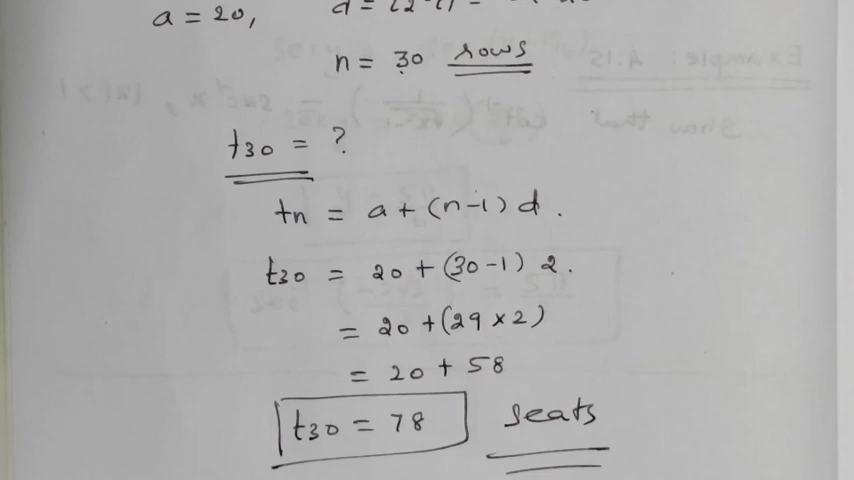 a = 20,
n = 30 rows
t30 = ?
tn = a + (n-1) d.
t30 = 20 + (30-1) 2.
= 20 + (29 × 2)
= 20 + 58
t30 = 78 seats